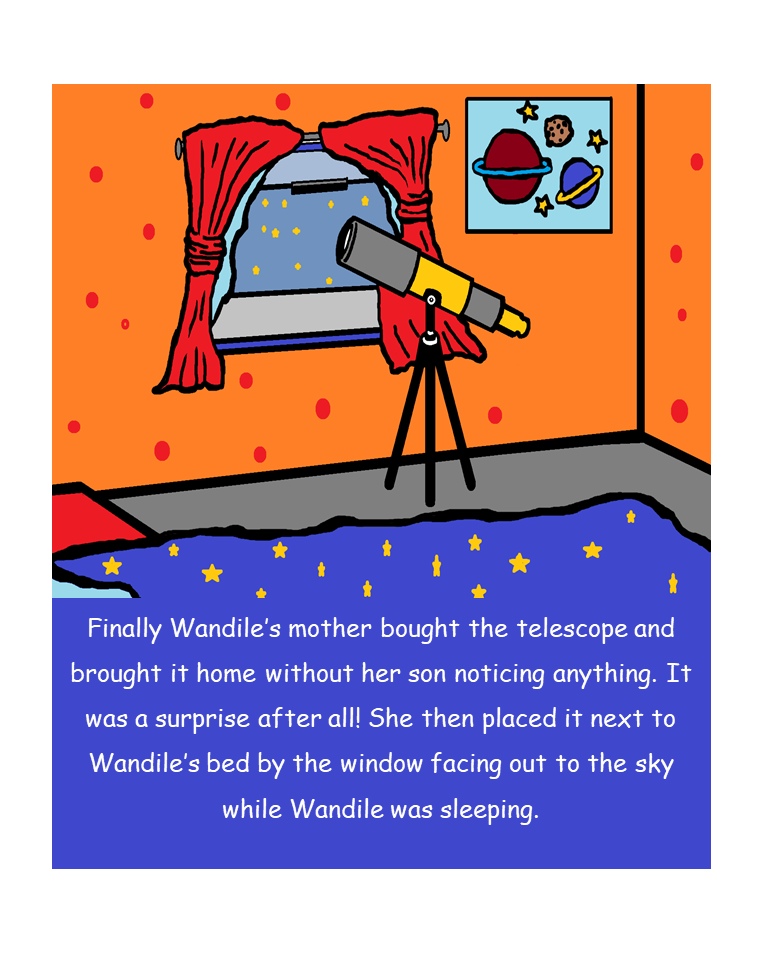 Finally Wandile's mother bought the telescope and
brought it home without her son noticing anything. It
was a surprise after all! She then placed it next to
Wandile's bed by the window facing out to the sky
while Wandile was sleeping.